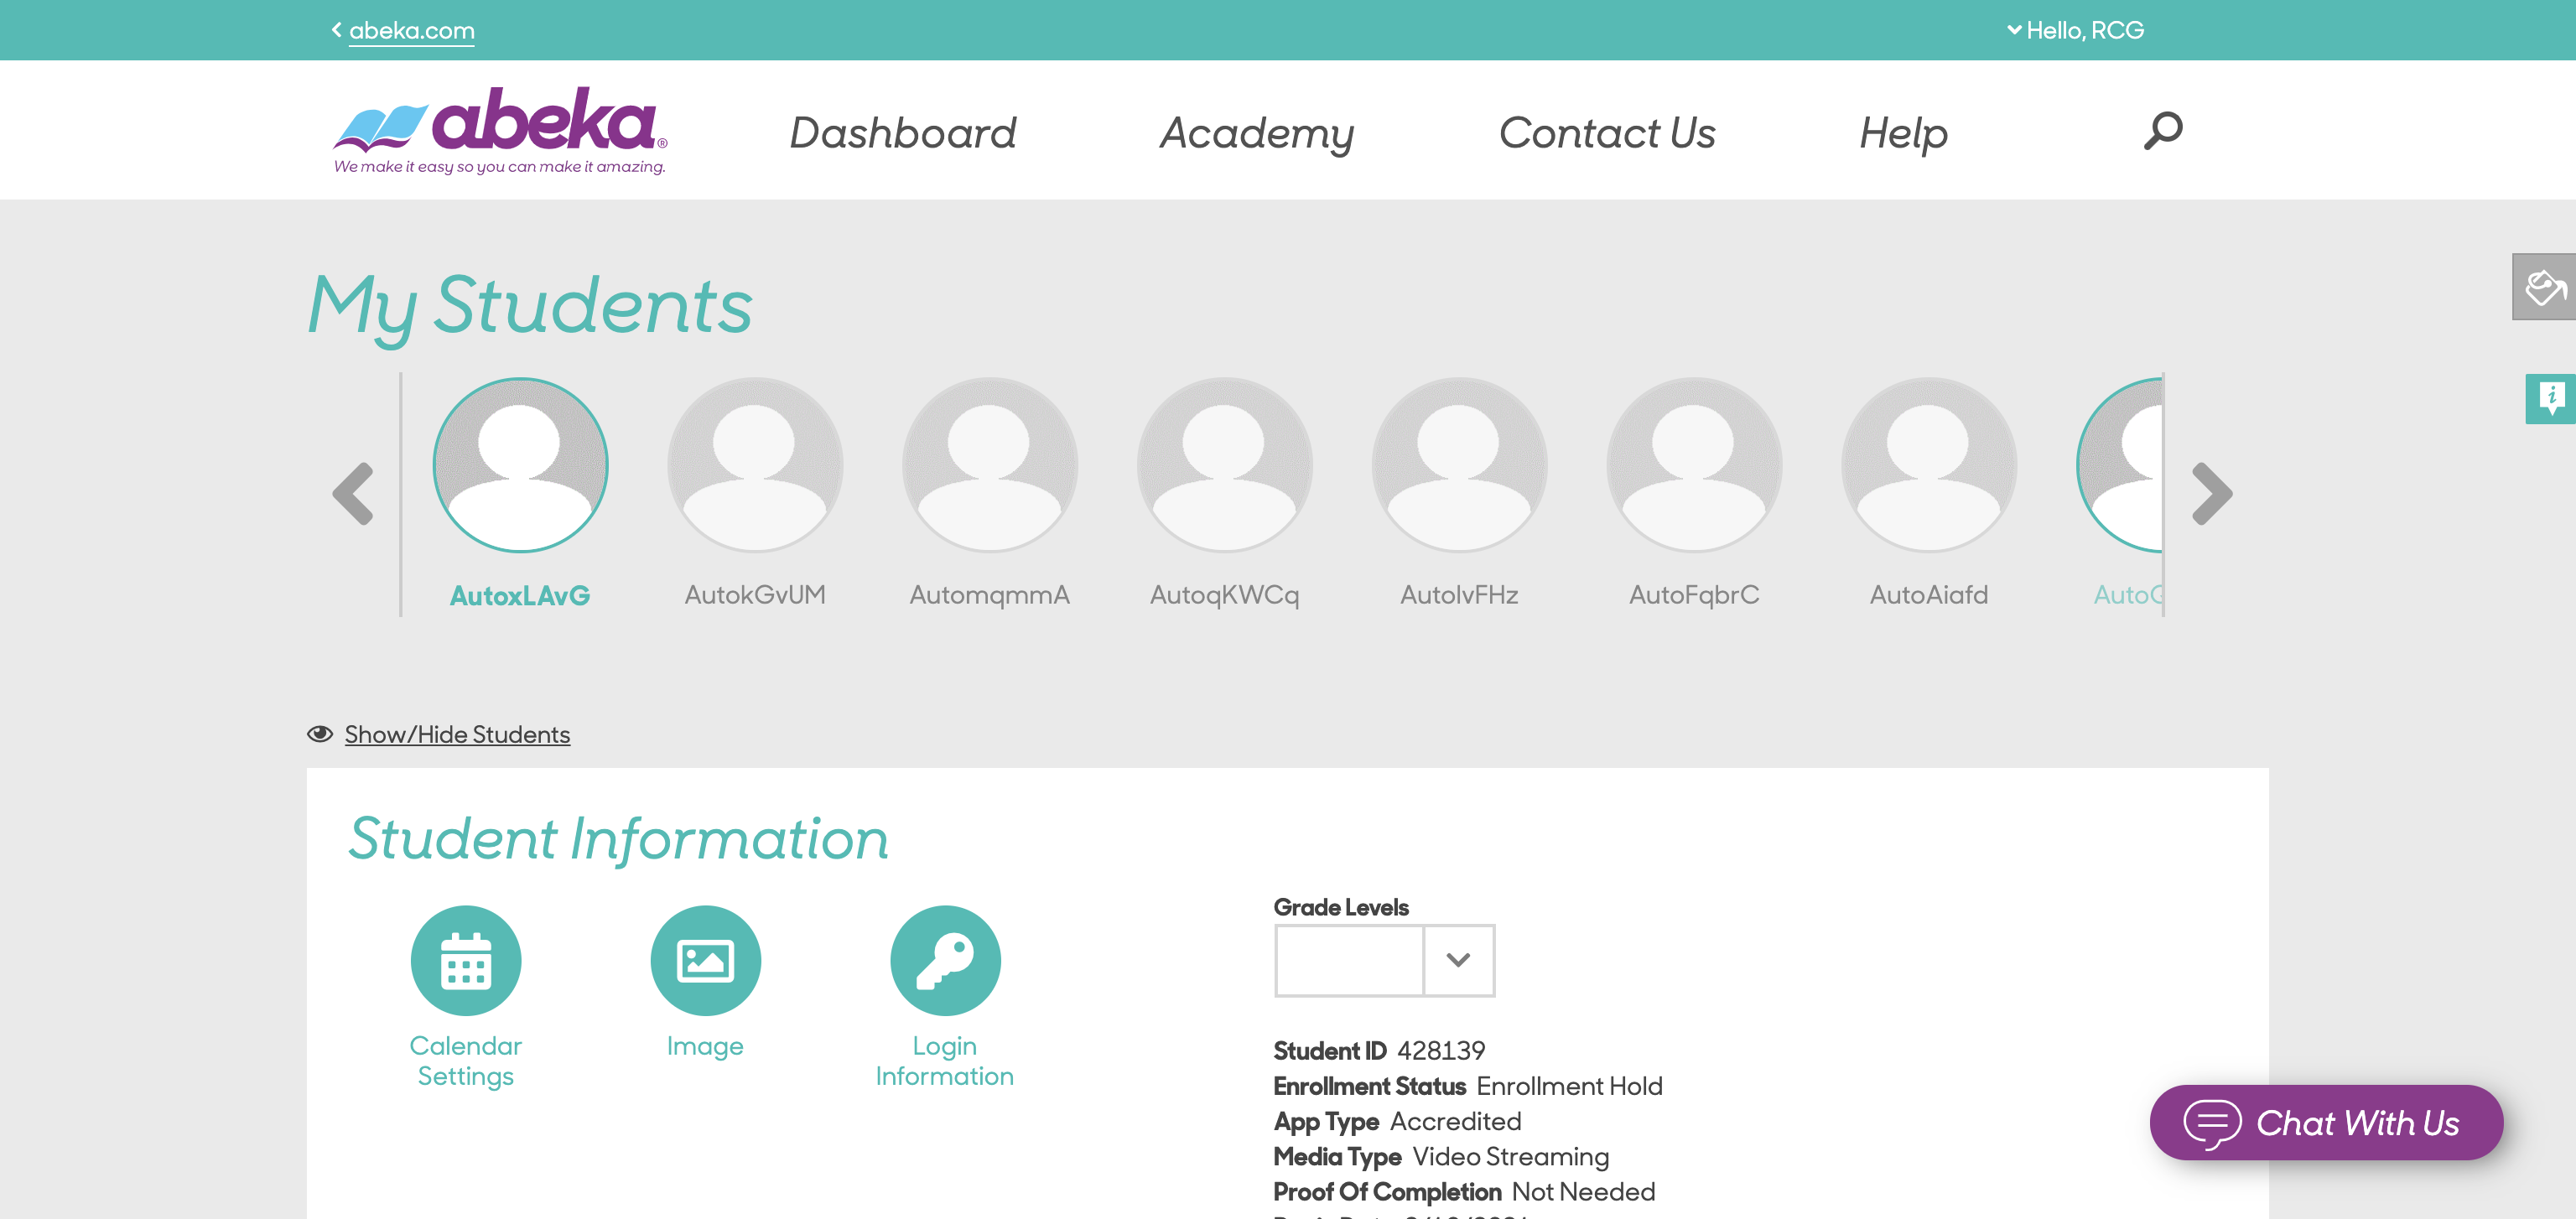 abeka.com
Hello, RCG
abeka®
We make it easy so you can make it amazing.
Dashboard
Academy
Contact Us
Help
My Students
AutoxLAvG
AutokGvUM
AutomqmmA
AutoqKWCq
AutoFqbrC
AutoAiafd
Show/Hide Students
Student Information
Calendar
Settings
Image
Login
Information
Grade Levels
Student ID 428139
Enrollment Status Enrollment Hold
App Type Accredited
Media Type Video Streaming
Proof Of Completion Not Needed
Chat With Us